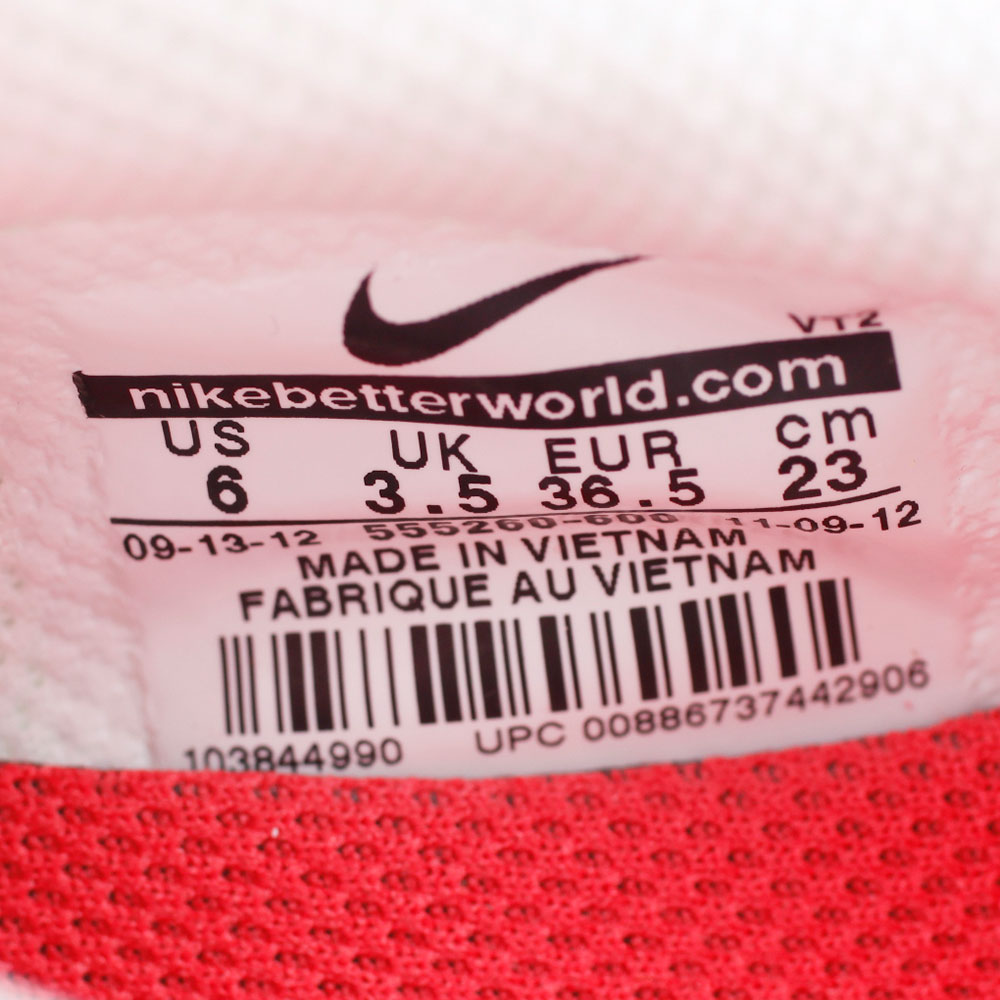 VT2
nikebetterworld.com
US UK EUR cm
6 3.5 36.5 23
09-13-12 555260-600 11-09-12
MADE IN VIETNAM
FABRIQUE AU VIETNAM
103844990 UPC 00886737442906